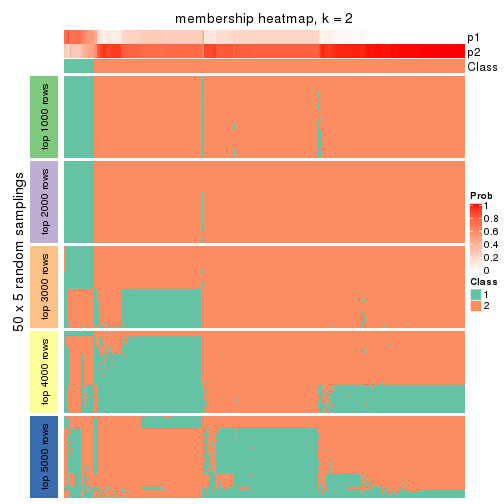 membership heatmap, k = 2
p1
p2
Class
50 x 5 random samplings
top 1000 rows
top 2000 rows
top 3000 rows
top 4000 rows
top 5000 rows
Prob
1
0.8
0.6
0.4
0.2
0
Class
1
2